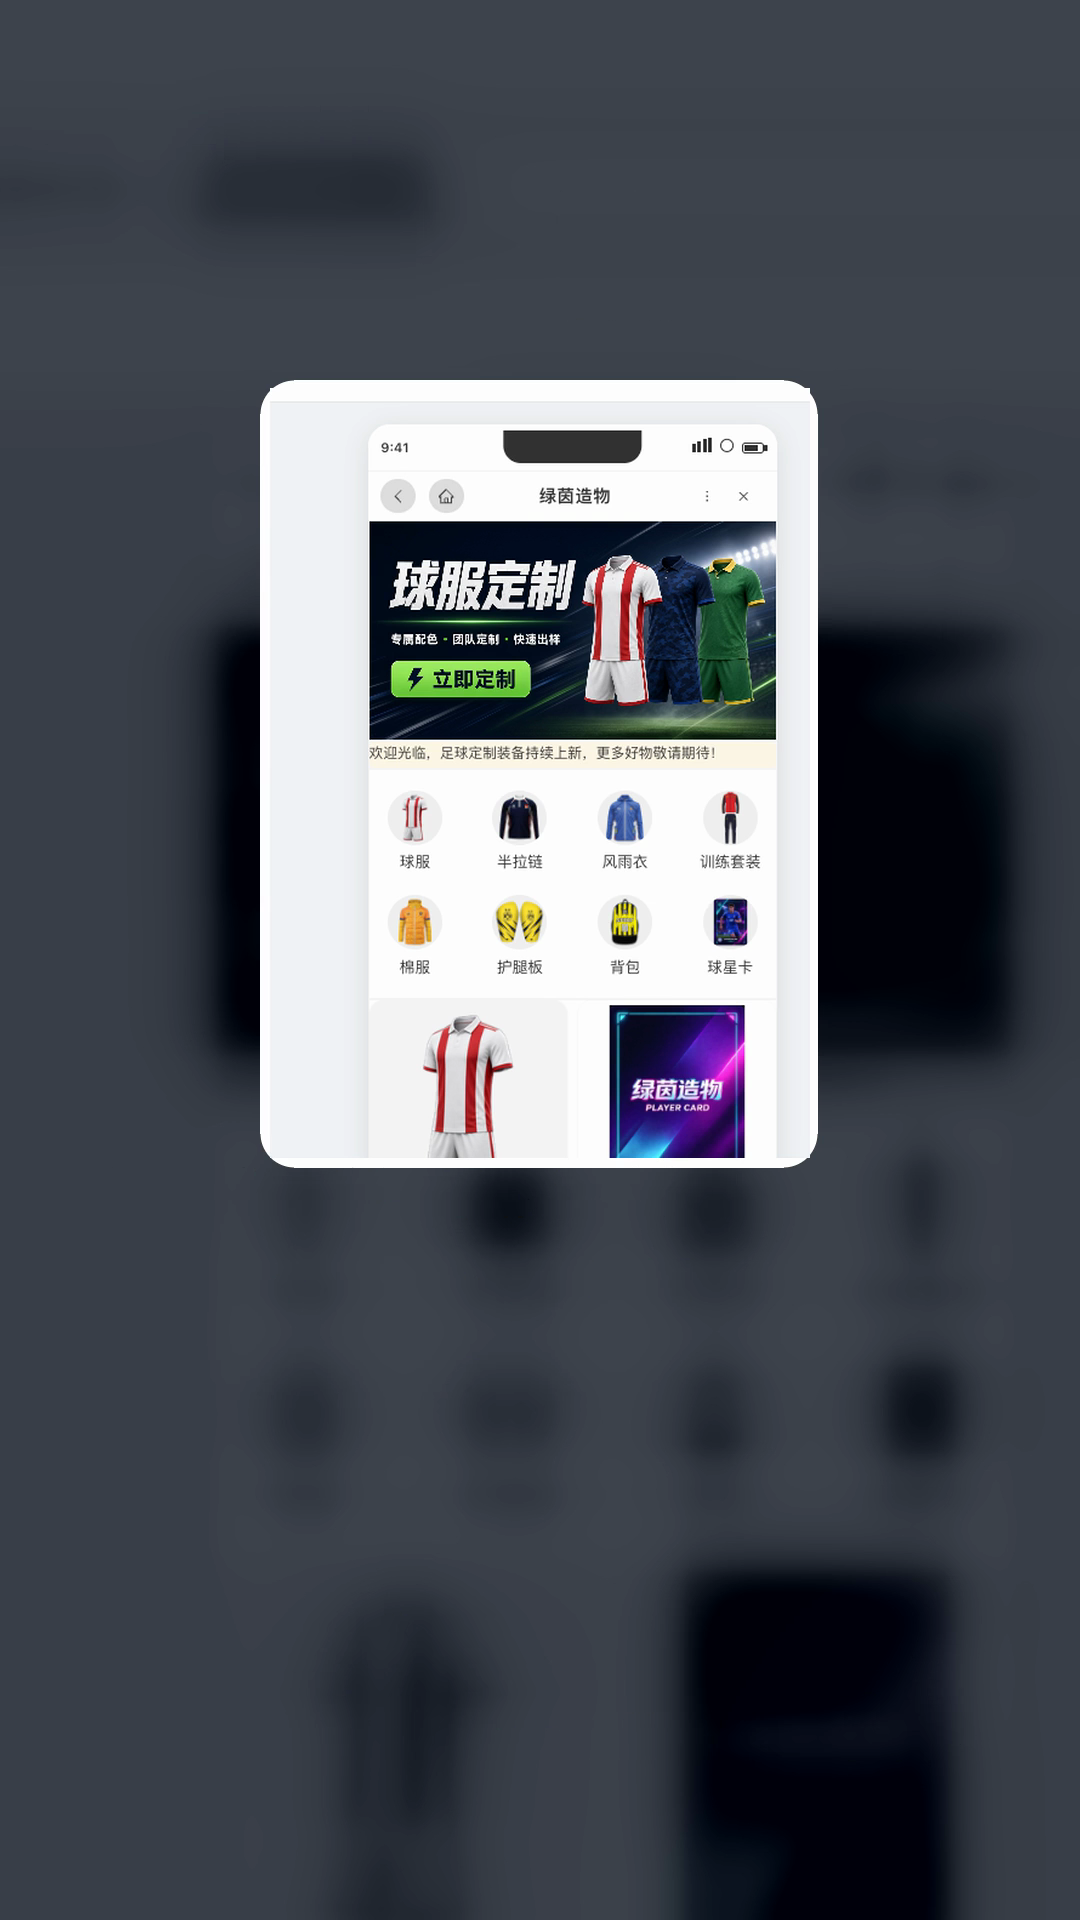 9:41
绿茵造物
球服定制
专属配色·团队定制·快速出样
立即定制
欢迎光临，足球定制装备持续上新，更多好物敬请期待！
球服 半拉链 风雨衣 训练套装
棉服 护腿板 背包 球星卡
绿茵造物
PLAYER CARD